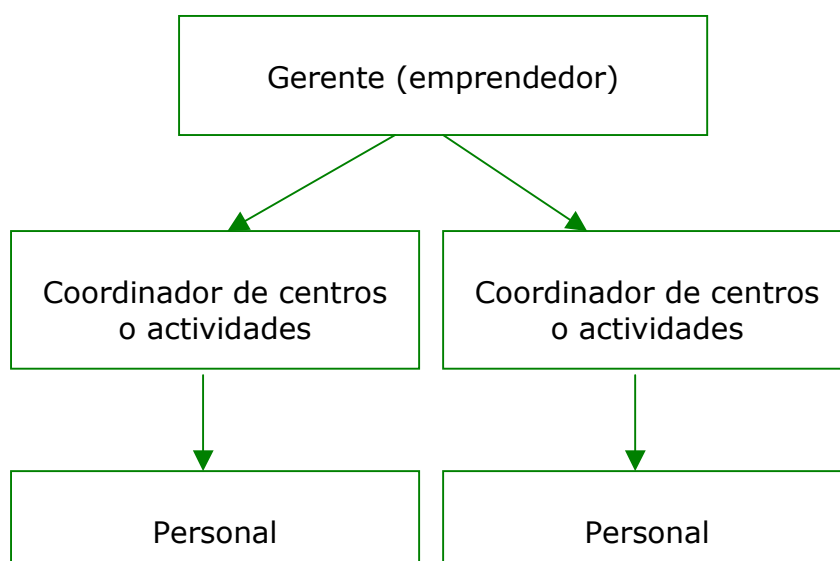 Gerente (emprendedor)
Coordinador de centros
o actividades
Coordinador de centros
o actividades
Personal
Personal